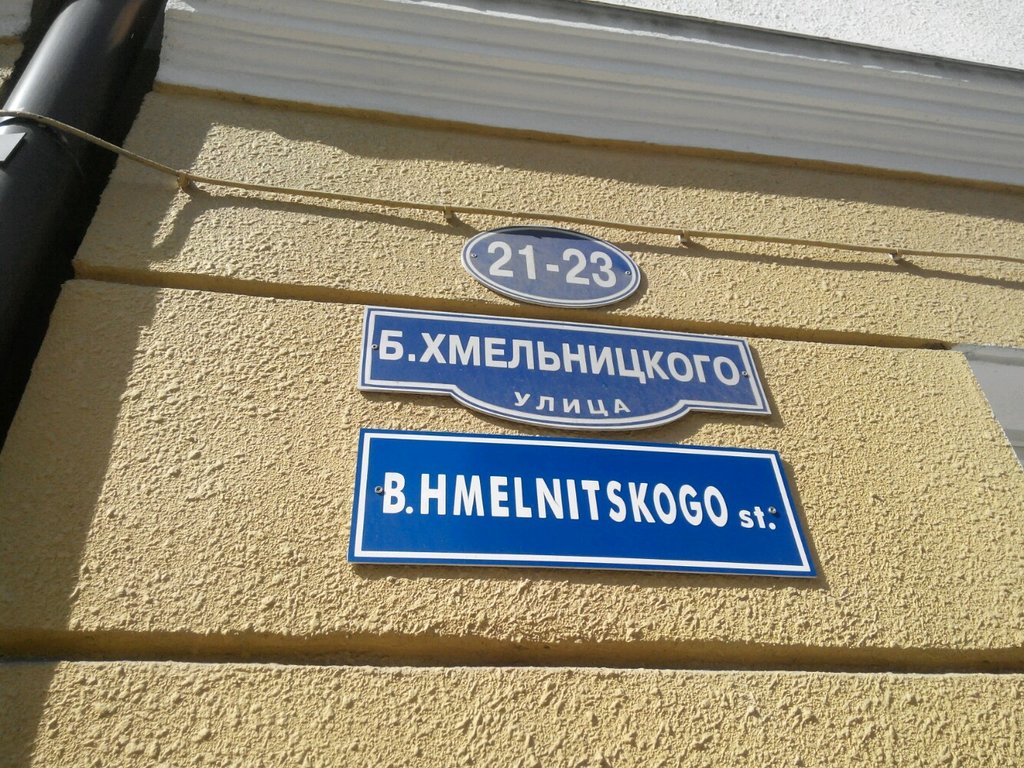 21-23
Б.ХМЕЛЬНИЦКОГО
УЛИЦА
B.HMELNITSKOGO st.